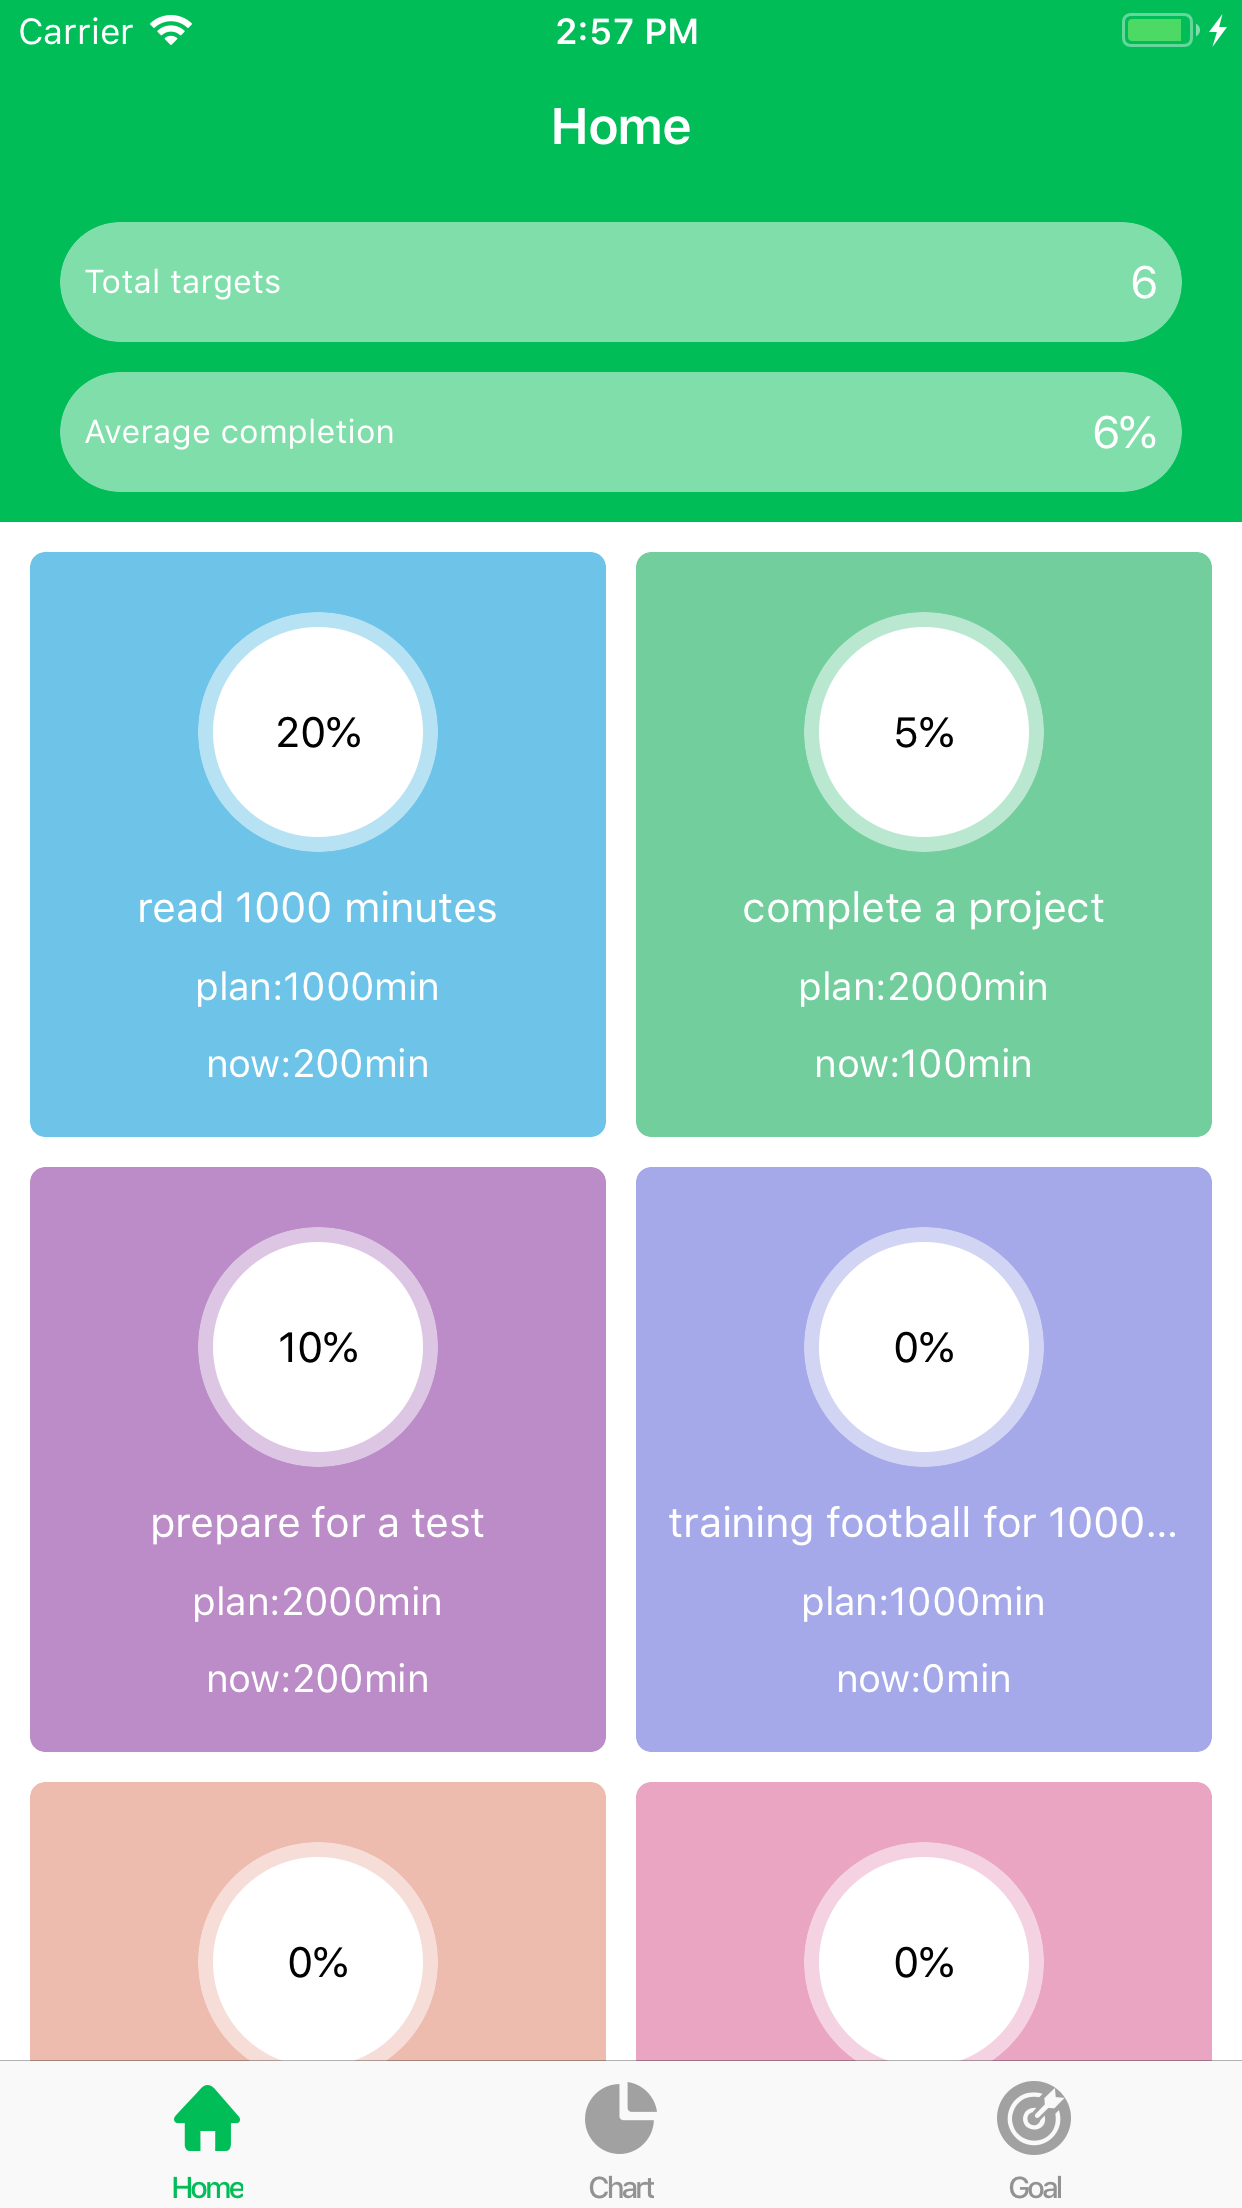 Carrier 2:57 PM
Home
Total targets 6
Average completion 6%
20% 5%
read 1000 minutes complete a project
plan:1000min plan:2000min
now:200min now:100min
10% 0%
prepare for a test training football for 1000...
plan:2000min plan:1000min
now:200min now:0min
0% 0%
Home Chart Goal